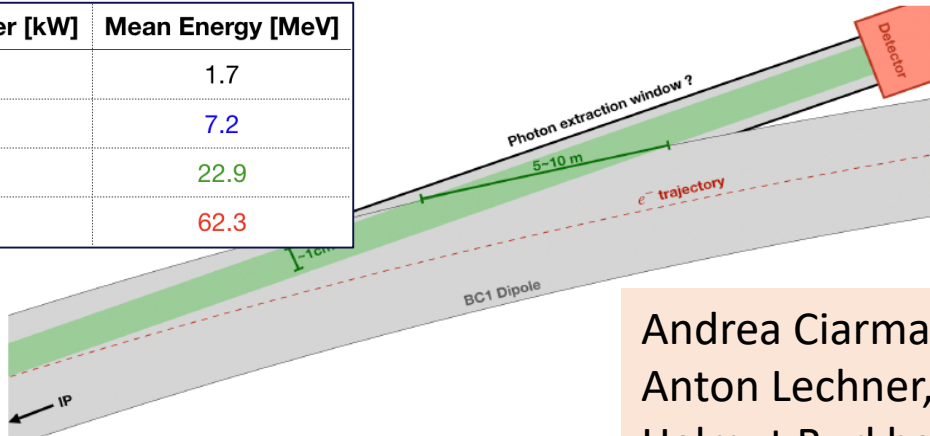 er [kW] Mean Energy [MeV]
1.7
7.2
22.9
62.3
Detector
Photon extraction window ?
5~10 m
e⁻ trajectory
~1cm
BC1 Dipole
IP
Andrea Ciarma
Anton Lechner,